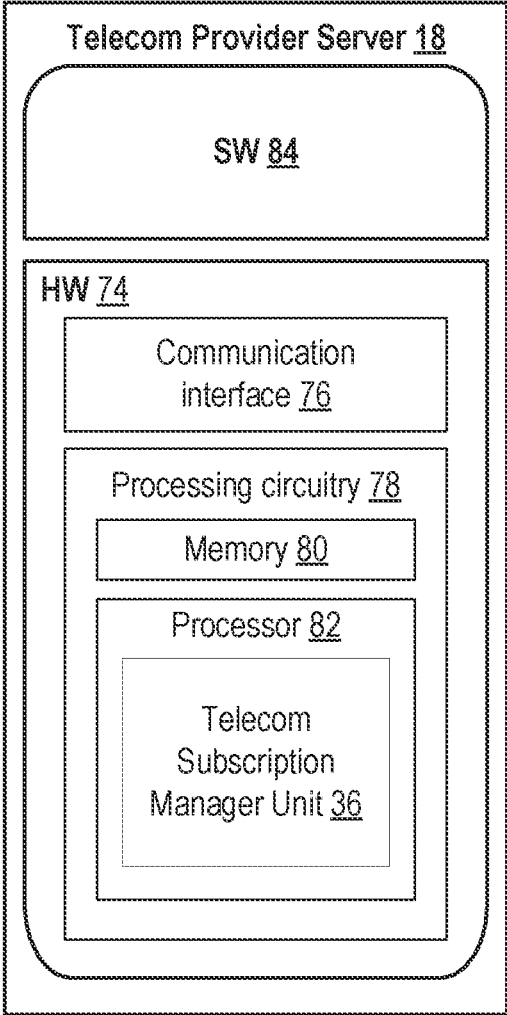 Telecom Provider Server 18
SW 84
HW 74
Communication
interface 76
Processing circuitry 78
Memory 80
Processor 82
Telecom
Subscription
Manager Unit 36